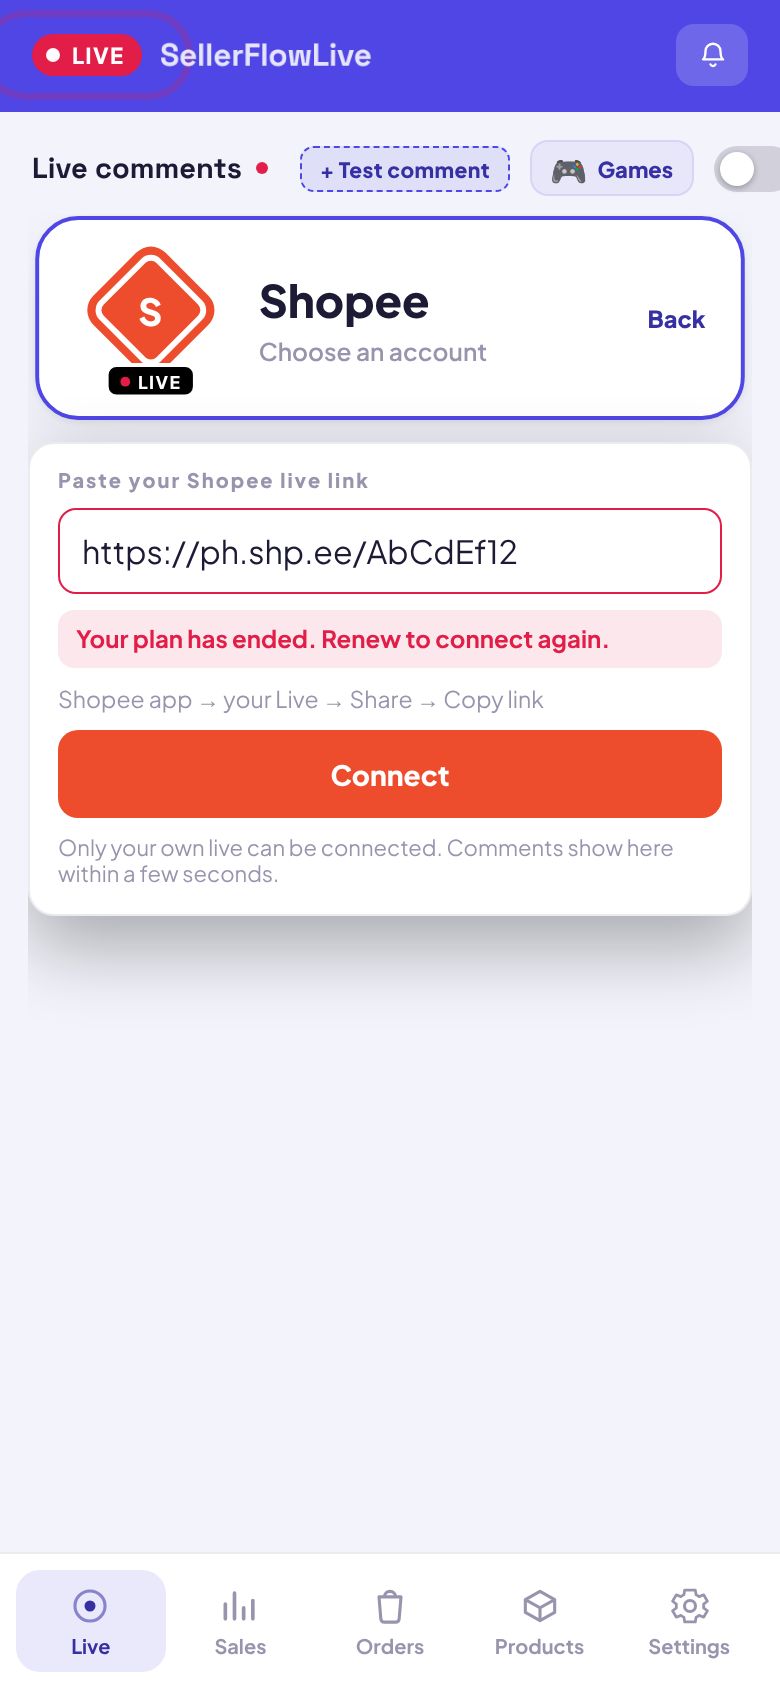 LIVE SellerFlowLive
Live comments + Test comment 🎮 Games
S
LIVE
Shopee
Choose an account
Back
Paste your Shopee live link
https://ph.shp.ee/AbCdEf12
Your plan has ended. Renew to connect again.
Shopee app → your Live → Share → Copy link
Connect
Only your own live can be connected. Comments show here
within a few seconds.
Live Sales Orders Products Settings